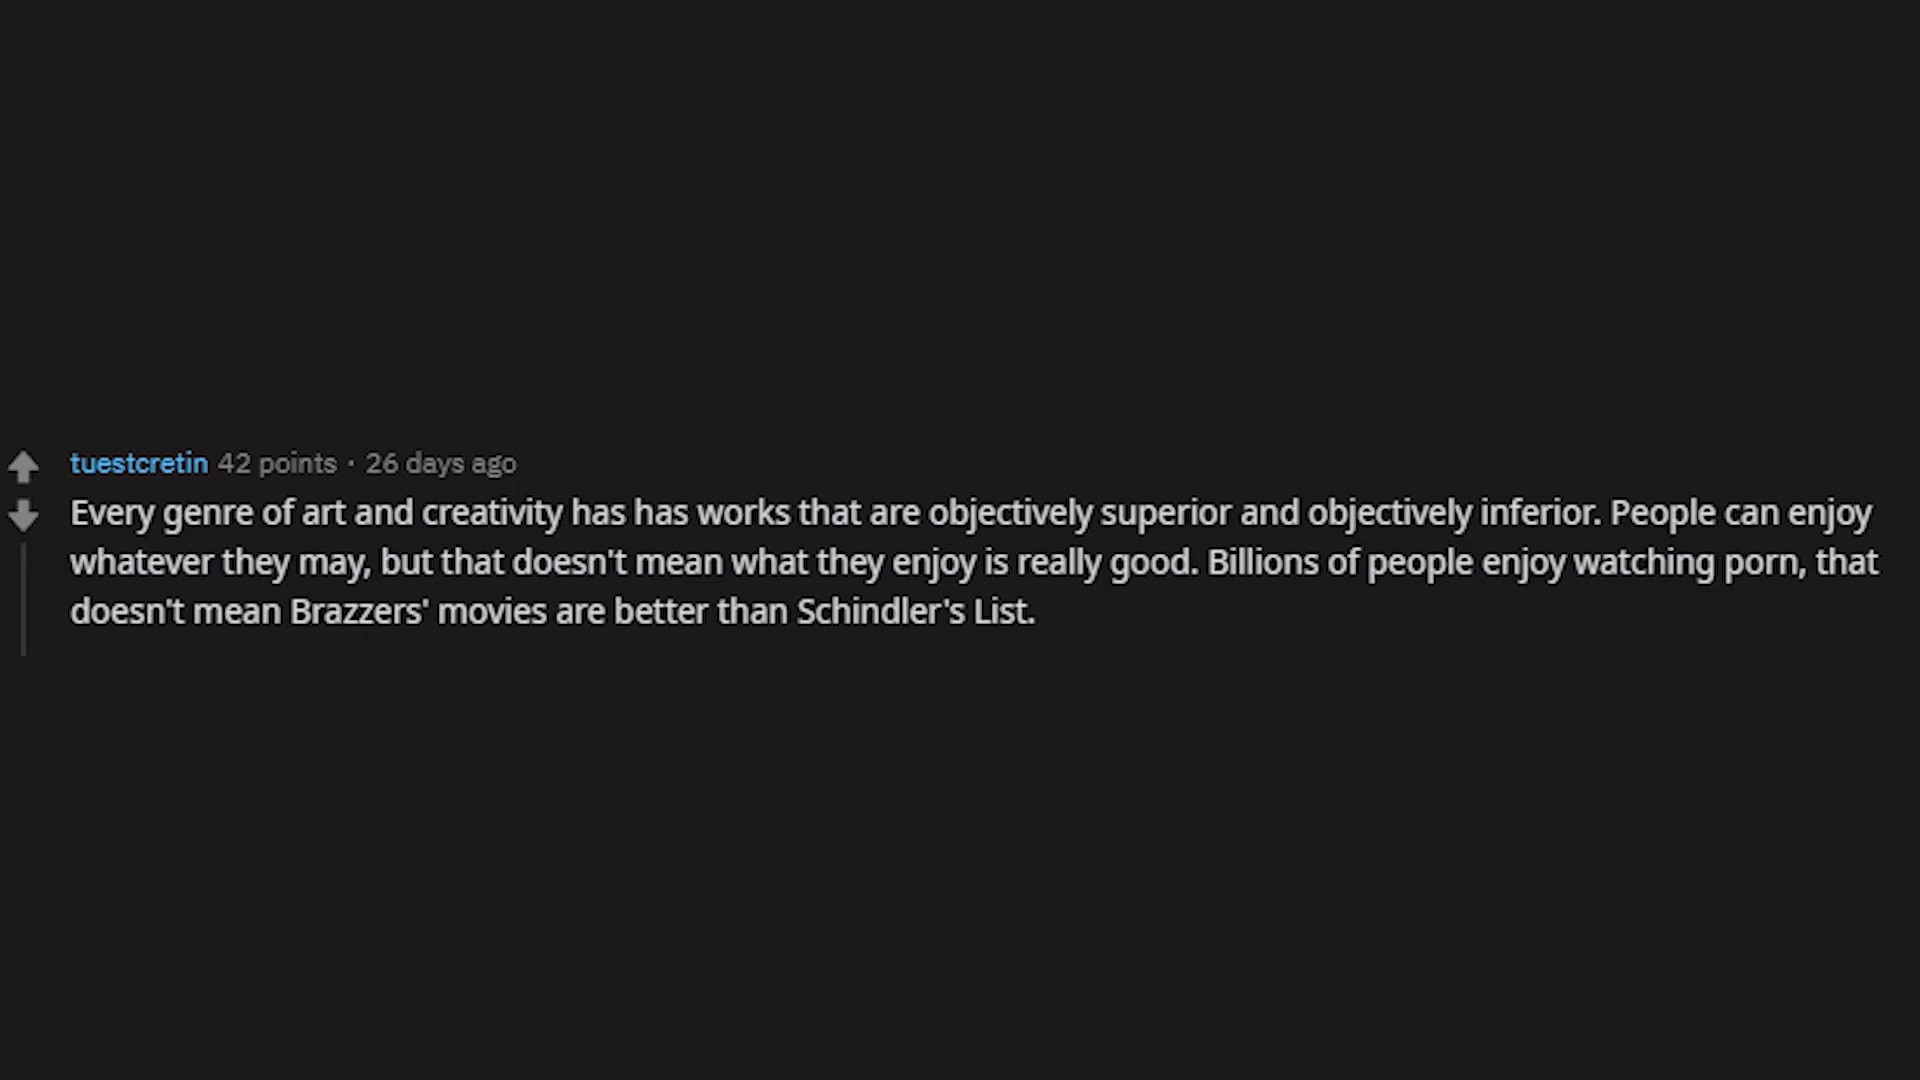 tuestcretin 42 points · 26 days ago
Every genre of art and creativity has has works that are objectively superior and objectively inferior. People can enjoy
whatever they may, but that doesn't mean what they enjoy is really good. Billions of people enjoy watching porn, that
doesn't mean Brazzers' movies are better than Schindler's List.